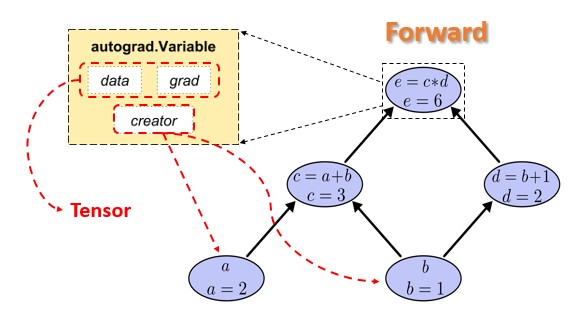 Forward
autograd.Variable
data
grad
creator
Tensor
e=c*d
e=6
c=a+b
c=3
d=b+1
d=2
a
a=2
b
b=1